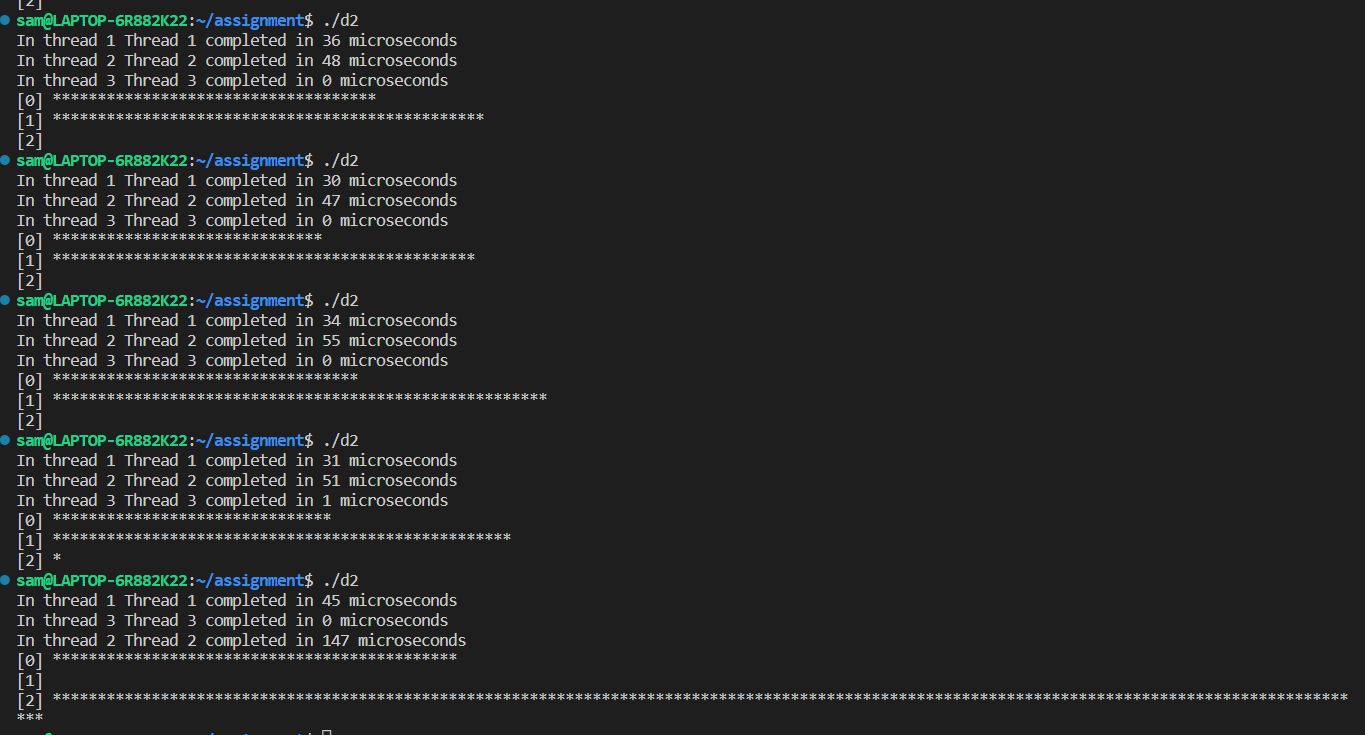 [2]
sam@LAPTOP-6R882K22:~/assignment$ ./d2
In thread 1 Thread 1 completed in 36 microseconds
In thread 2 Thread 2 completed in 48 microseconds
In thread 3 Thread 3 completed in 0 microseconds
[0] ************************************
[1] ************************************************
[2]
sam@LAPTOP-6R882K22:~/assignment$ ./d2
In thread 1 Thread 1 completed in 30 microseconds
In thread 2 Thread 2 completed in 47 microseconds
In thread 3 Thread 3 completed in 0 microseconds
[0] ******************************
[1] ***********************************************
[2]
sam@LAPTOP-6R882K22:~/assignment$ ./d2
In thread 1 Thread 1 completed in 34 microseconds
In thread 2 Thread 2 completed in 55 microseconds
In thread 3 Thread 3 completed in 0 microseconds
[0] **********************************
[1] *******************************************************
[2]
sam@LAPTOP-6R882K22:~/assignment$ ./d2
In thread 1 Thread 1 completed in 31 microseconds
In thread 2 Thread 2 completed in 51 microseconds
In thread 3 Thread 3 completed in 1 microseconds
[0] *******************************
[1] ***************************************************
[2] *
sam@LAPTOP-6R882K22:~/assignment$ ./d2
In thread 1 Thread 1 completed in 45 microseconds
In thread 3 Thread 3 completed in 0 microseconds
In thread 2 Thread 2 completed in 147 microseconds
[0] *********************************************
[1]
[2] ************************************************************************************************************************************************
***